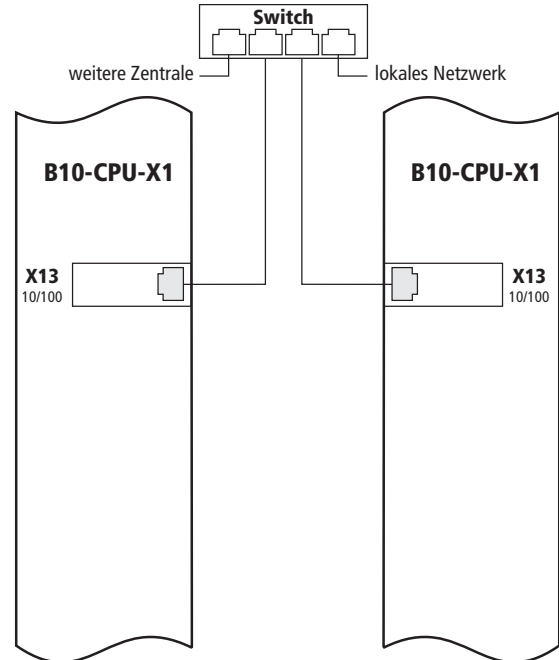 Switch
weitere Zentrale
lokales Netzwerk
B10-CPU-X1
B10-CPU-X1
X13
10/100
X13
10/100